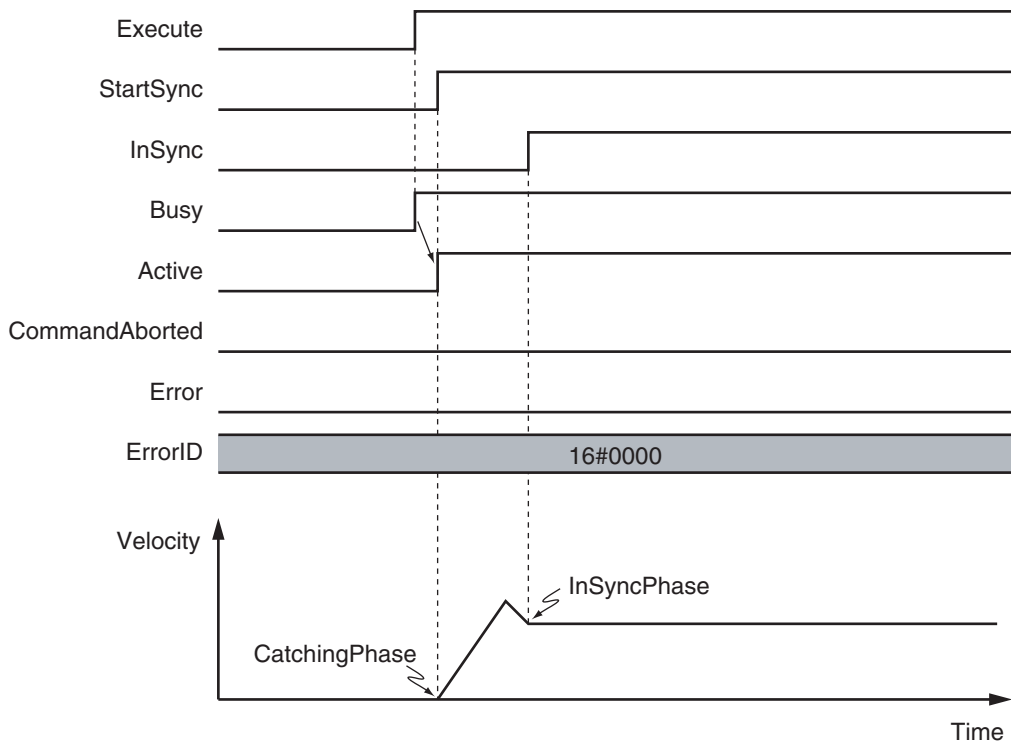 Execute
StartSync
InSync
Busy
Active
CommandAborted
Error
ErrorID
16#0000
Velocity
InSyncPhase
CatchingPhase
Time